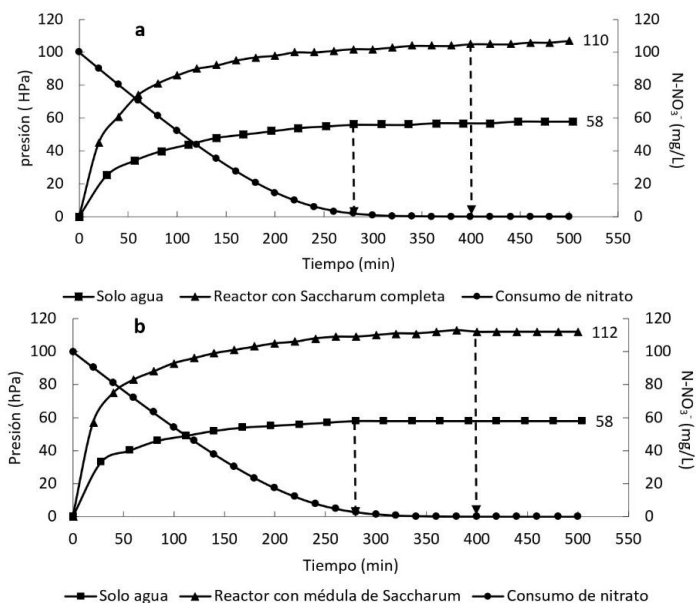 a
120
100
80
60
40
20
0
presión ( HPa)
110
58
120
100
80
60
40
20
0
N-NO₃⁻ (mg/L)
0 50 100 150 200 250 300 350 400 450 500 550
Tiempo (min)
Solo agua Reactor con Saccharum completa Consumo de nitrato
b
120
100
80
60
40
20
0
Presión (hPa)
112
58
120
100
80
60
40
20
0
N-NO₃⁻ (mg/L)
0 50 100 150 200 250 300 350 400 450 500 550
Tiempo (min)
Solo agua Reactor con médula de Saccharum Consumo de nitrato